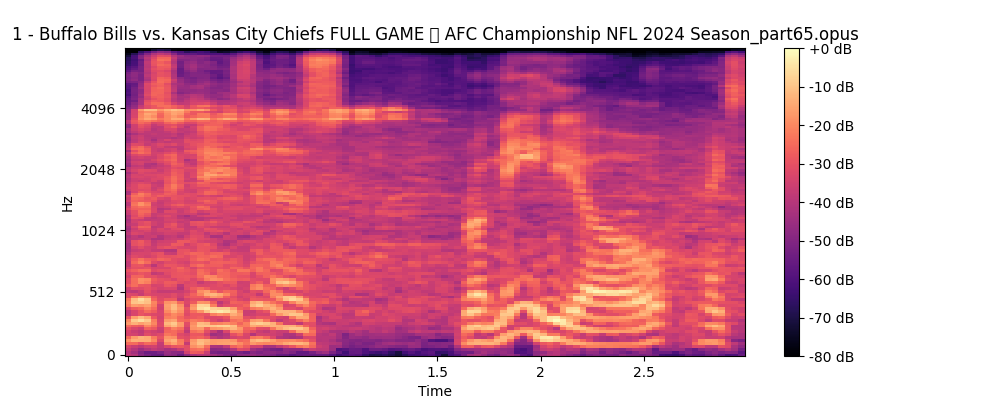 1 - Buffalo Bills vs. Kansas City Chiefs FULL GAME ▯ AFC Championship NFL 2024 Season_part65.opus
+0 dB
-10 dB
-20 dB
-30 dB
-40 dB
-50 dB
-60 dB
-70 dB
-80 dB
4096
2048
1024
512
0
Hz
0
0.5
1
1.5
2
2.5
Time